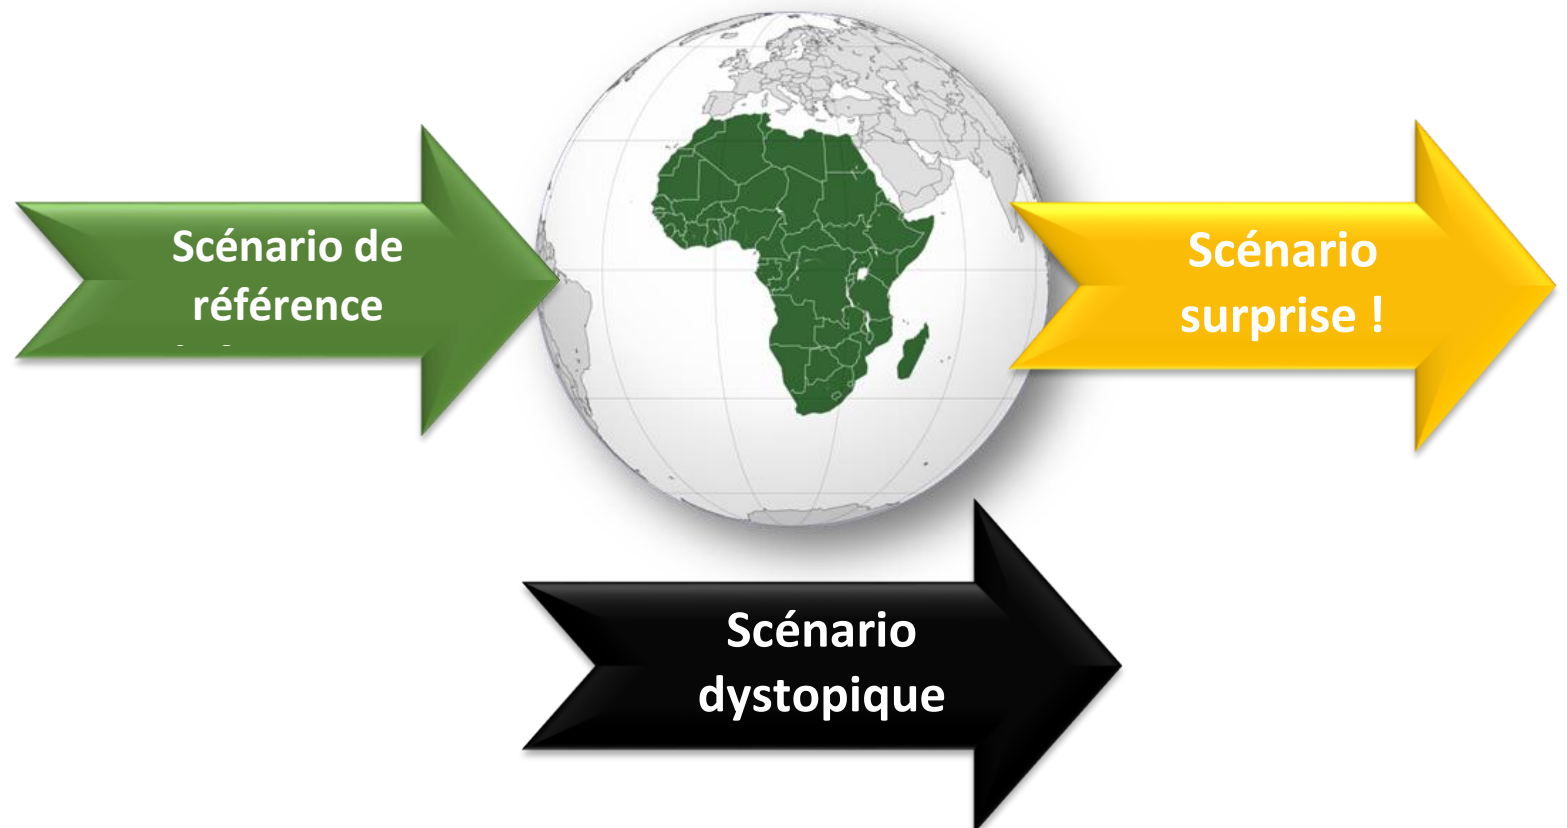 Scénario de
référence
Scénario
surprise !
Scénario
dystopique